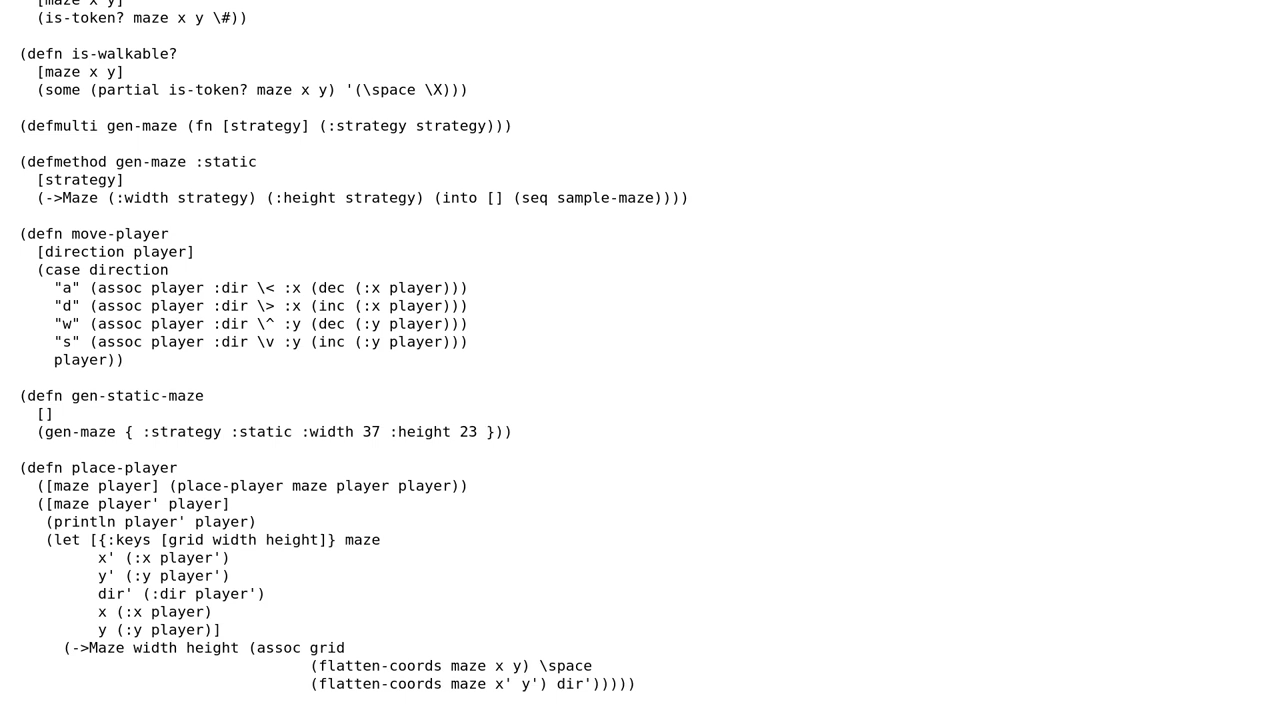 [maze x y]
(is-token? maze x y \#))
(defn is-walkable?
[maze x y]
(some (partial is-token? maze x y) '(\space \X)))
(defmulti gen-maze (fn [strategy] (:strategy strategy)))
(defmethod gen-maze :static
[strategy]
(->Maze (:width strategy) (:height strategy) (into [] (seq sample-maze))))
(defn move-player
[direction player]
(case direction
"a" (assoc player :dir \< :x (dec (:x player)))
"d" (assoc player :dir \> :x (inc (:x player)))
"w" (assoc player :dir \^ :y (dec (:y player)))
"s" (assoc player :dir \v :y (inc (:y player)))
player))
(defn gen-static-maze
[]
(gen-maze { :strategy :static :width 37 :height 23 }))
(defn place-player
([maze player] (place-player maze player player))
([maze player' player]
(println player' player)
(let [{:keys [grid width height]} maze
x' (:x player')
y' (:y player')
dir' (:dir player')
x (:x player)
y (:y player)]
(->Maze width height (assoc grid
(flatten-coords maze x y) \space
(flatten-coords maze x' y') dir')))))